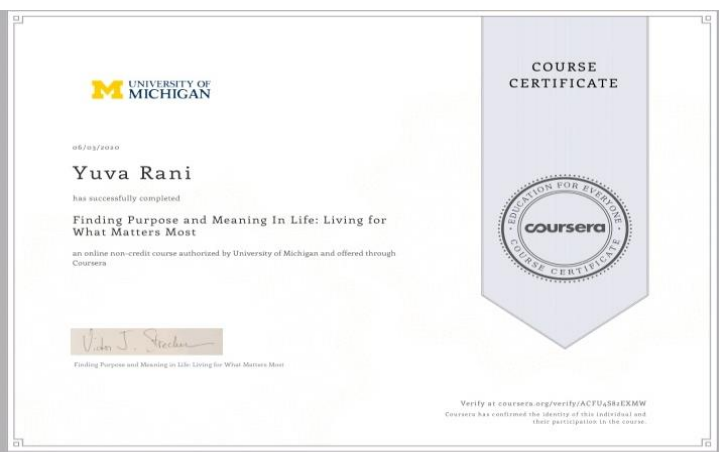 UNIVERSITY OF
MICHIGAN
COURSE
CERTIFICATE
06/03/2020
Yuva Rani
has successfully completed
Finding Purpose and Meaning In Life: Living for
What Matters Most
an online non-credit course authorized by University of Michigan and offered through
Coursera
EDUCATION FOR EVERYONE
coursera
COURSE CERTIFICATE
Victor J. Strecher
Finding Purpose and Meaning in Life: Living for What Matters Most
Verify at coursera.org/verify/ACFU4S82EXMW
Coursera has confirmed the identity of this individual and
their participation in the course.